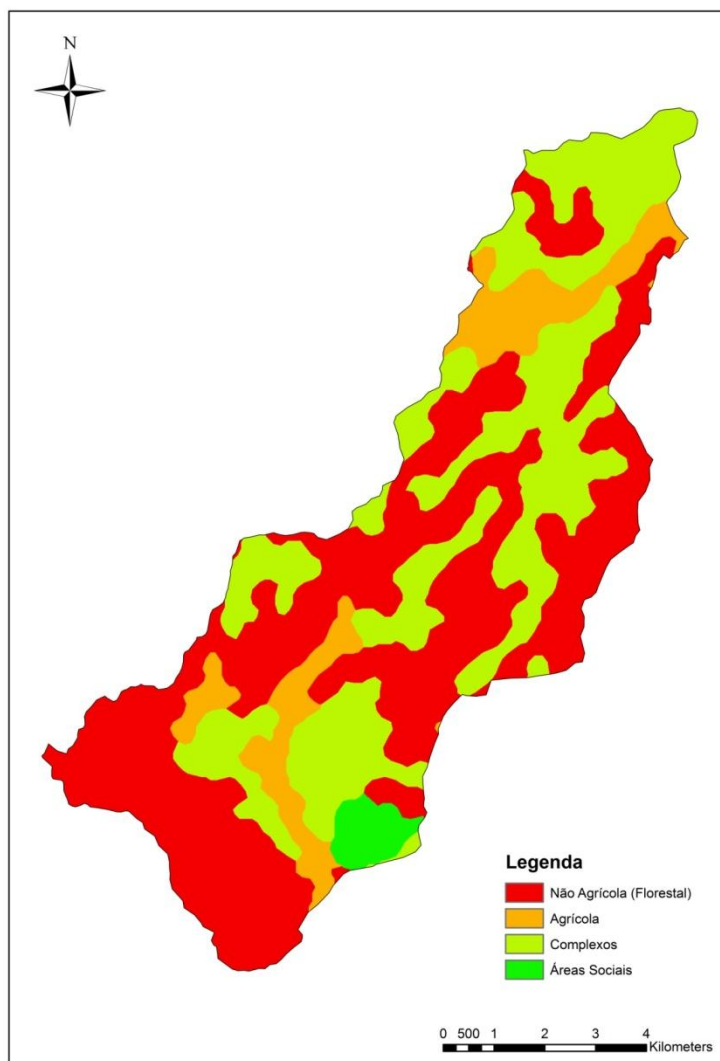 N
Legenda
Não Agrícola (Florestal)
Agrícola
Complexos
Áreas Sociais
0 500 1 2 3 4
Kilometers